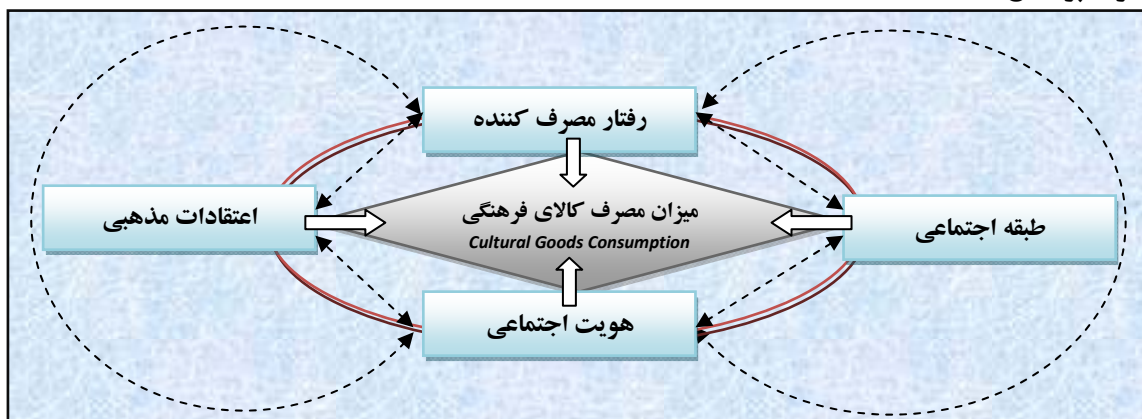 رفتار مصرف کننده
اعتقادات مذهبی
میزان مصرف کالای فرهنگی
Cultural Goods Consumption
طبقه اجتماعی
هویت اجتماعی